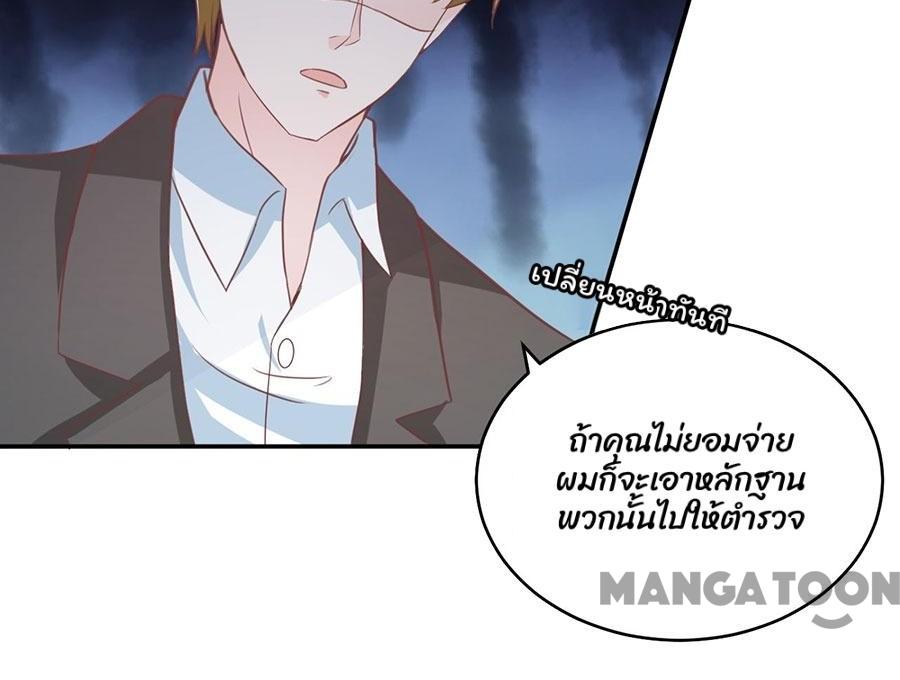 เปลี่ยนหน้าทันที
ถ้าคุณไม่ยอมจ่าย
ผมก็จะเอาหลักฐาน
พวกนั้นไปให้ตำรวจ
MANGATOON